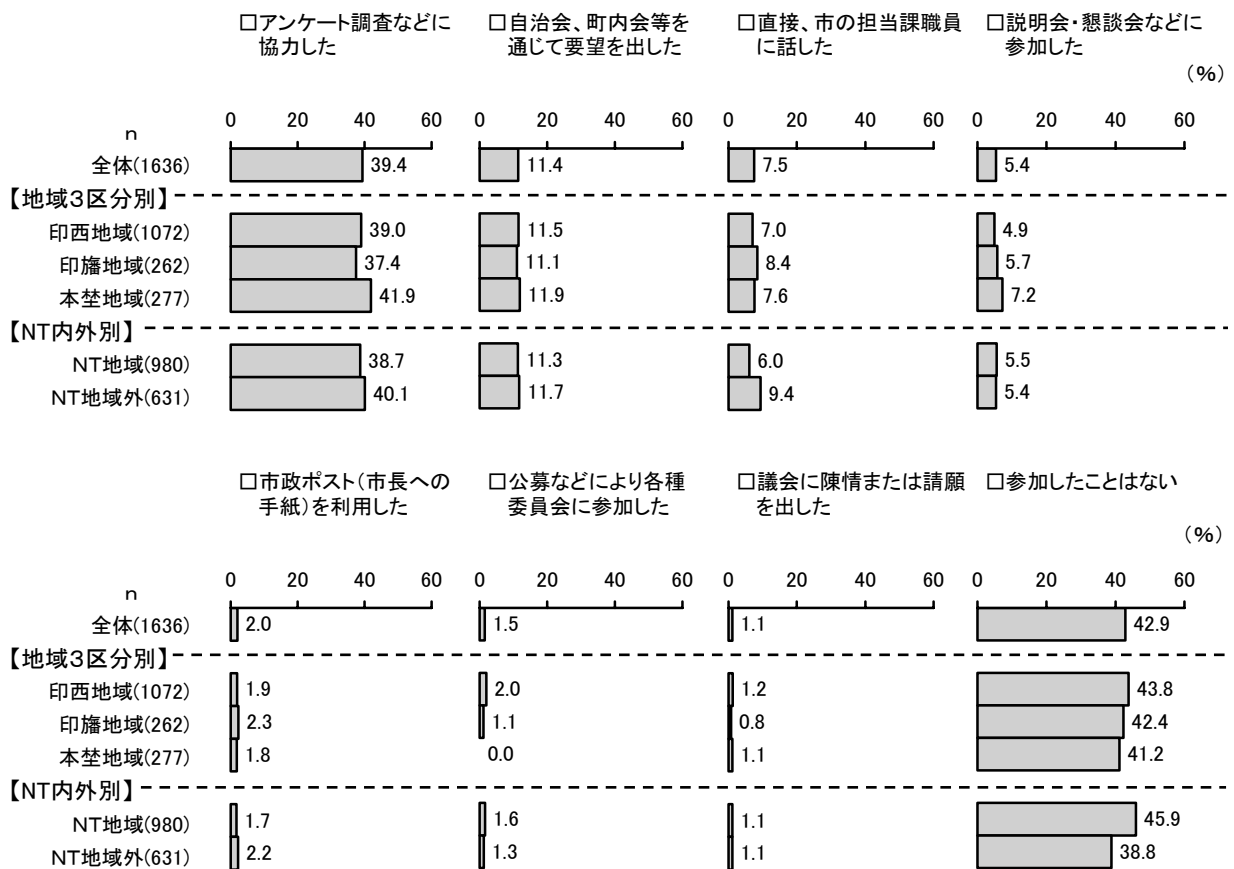 □アンケート調査などに
協力した
□自治会、町内会等を
通じて要望を出した
□直接、市の担当課職員
に話した
□説明会・懇談会などに
参加した
(%)
n
0 20 40 60 0 20 40 60 0 20 40 60 0 20 40 60
全体(1636) 39.4 11.4 7.5 5.4
【地域3区分別】
印西地域(1072) 39.0 11.5 7.0 4.9
印旛地域(262) 37.4 11.1 8.4 5.7
本埜地域(277) 41.9 11.9 7.6 7.2
【NT内外別】
NT地域(980) 38.7 11.3 6.0 5.5
NT地域外(631) 40.1 11.7 9.4 5.4
□市政ポスト(市長への
手紙)を利用した
□公募などにより各種
委員会に参加した
□議会に陳情または請願
を出した
□参加したことはない
(%)
n
0 20 40 60 0 20 40 60 0 20 40 60 0 20 40 60
全体(1636) 2.0 1.5 1.1 42.9
【地域3区分別】
印西地域(1072) 1.9 2.0 1.2 43.8
印旛地域(262) 2.3 1.1 0.8 42.4
本埜地域(277) 1.8 0.0 1.1 41.2
【NT内外別】
NT地域(980) 1.7 1.6 1.1 45.9
NT地域外(631) 2.2 1.3 1.1 38.8